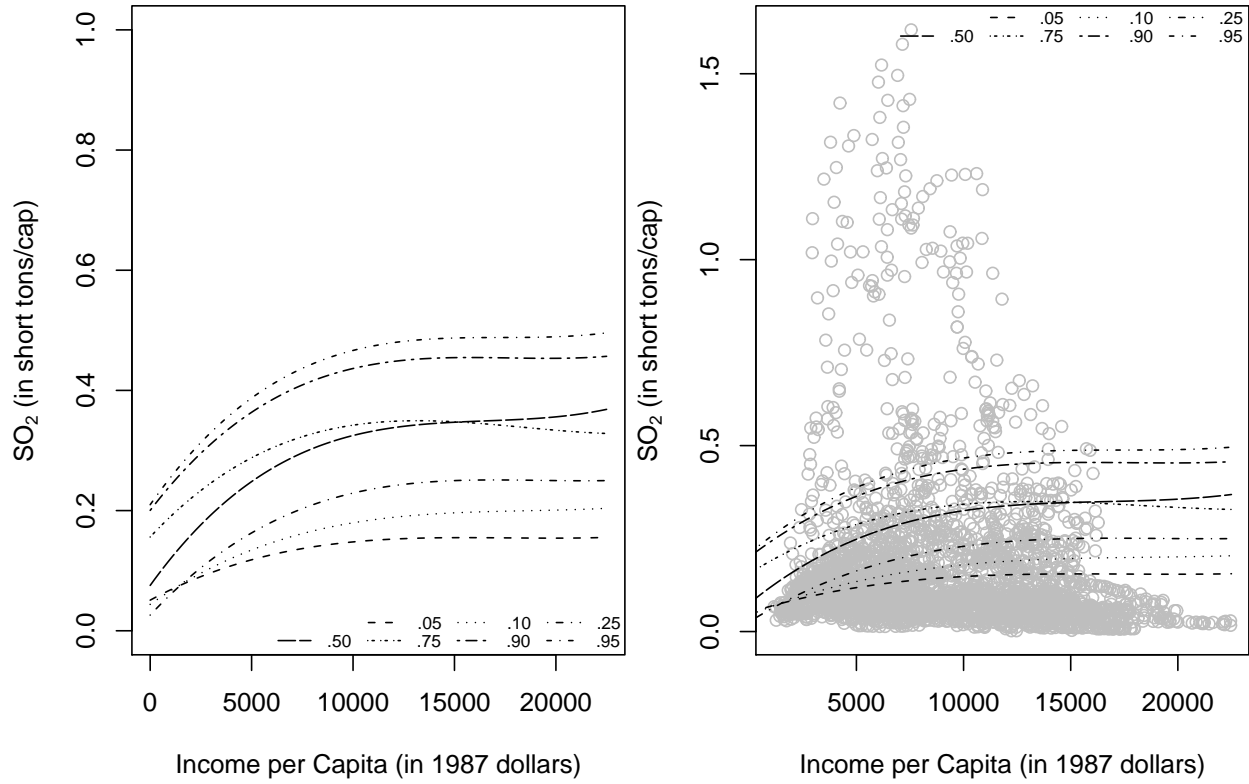 1.0
0.8
0.6
0.4
0.2
0.0
SO₂ (in short tons/cap)
.05 .10 .25
.50 .75 .90 .95
0 5000 10000 15000 20000
Income per Capita (in 1987 dollars)
1.5
1.0
0.5
0.0
SO₂ (in short tons/cap)
.05 .10 .25
.50 .75 .90 .95
5000 10000 15000 20000
Income per Capita (in 1987 dollars)